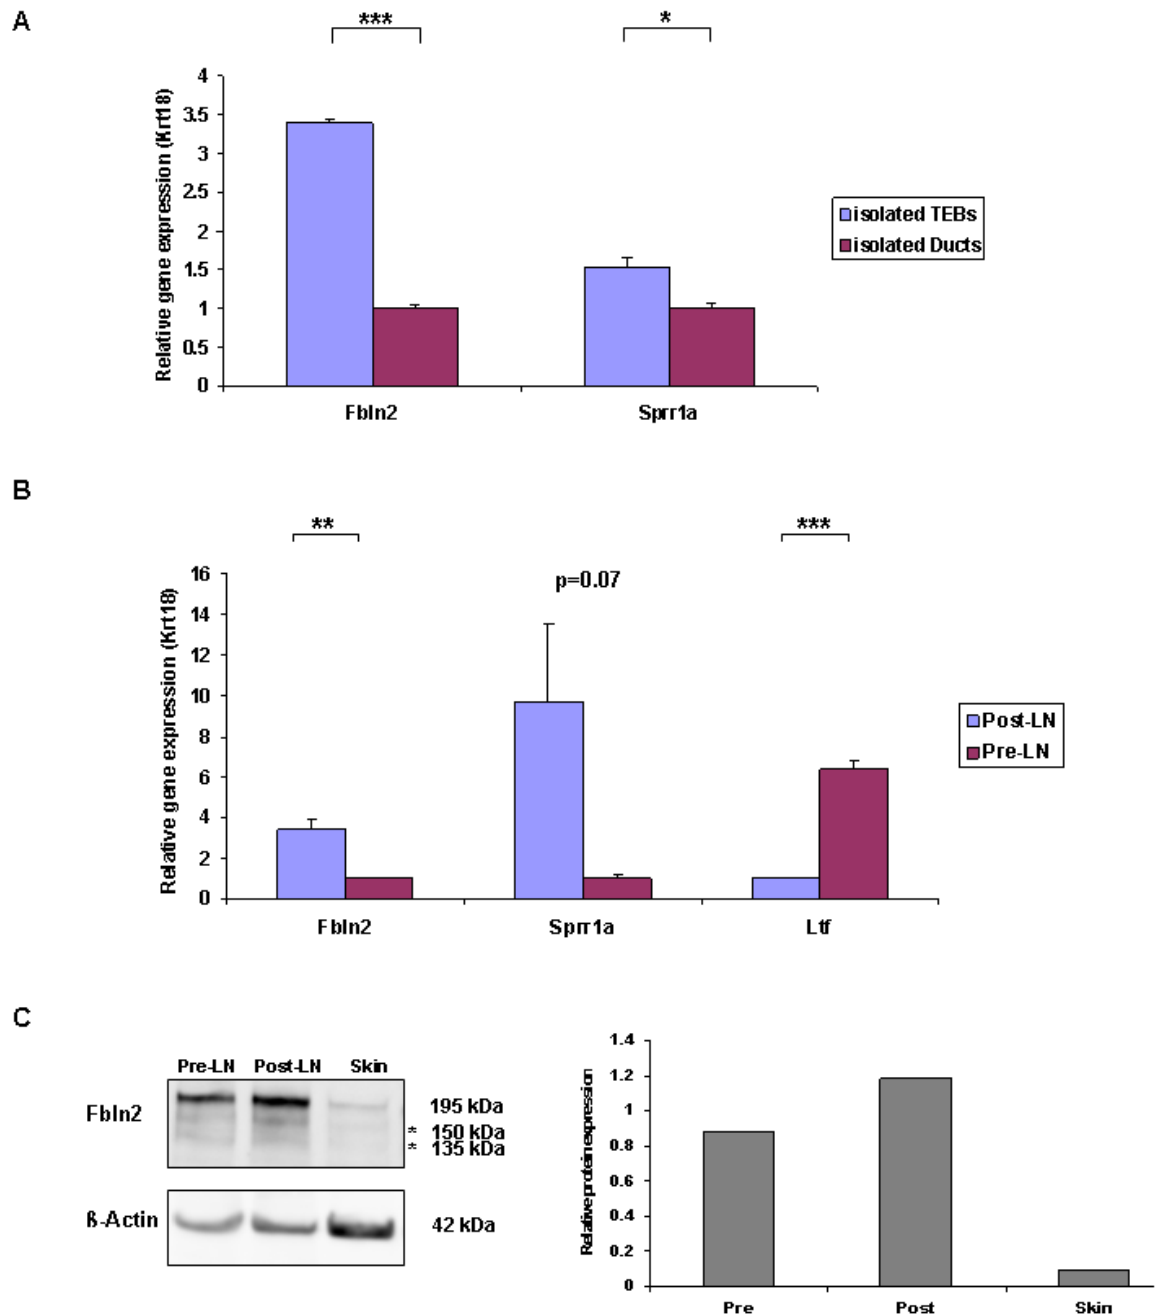 A
*** *
Relative gene expression (Krt18)
4
3.5
3
2.5
2
1.5
1
0.5
0
Fbln2 Sprr1a
isolated TEBs
isolated Ducts
B
** ***
p=0.07
Relative gene expression (Krt18)
16
14
12
10
8
6
4
2
0
Fbln2 Sprr1a Ltf
Post-LN
Pre-LN
C
Pre-LN Post-LN Skin
Fbln2
195 kDa
* 150 kDa
* 135 kDa
ß-Actin
42 kDa
Relative protein expression
1.4
1.2
1
0.8
0.6
0.4
0.2
0
Pre Post Skin